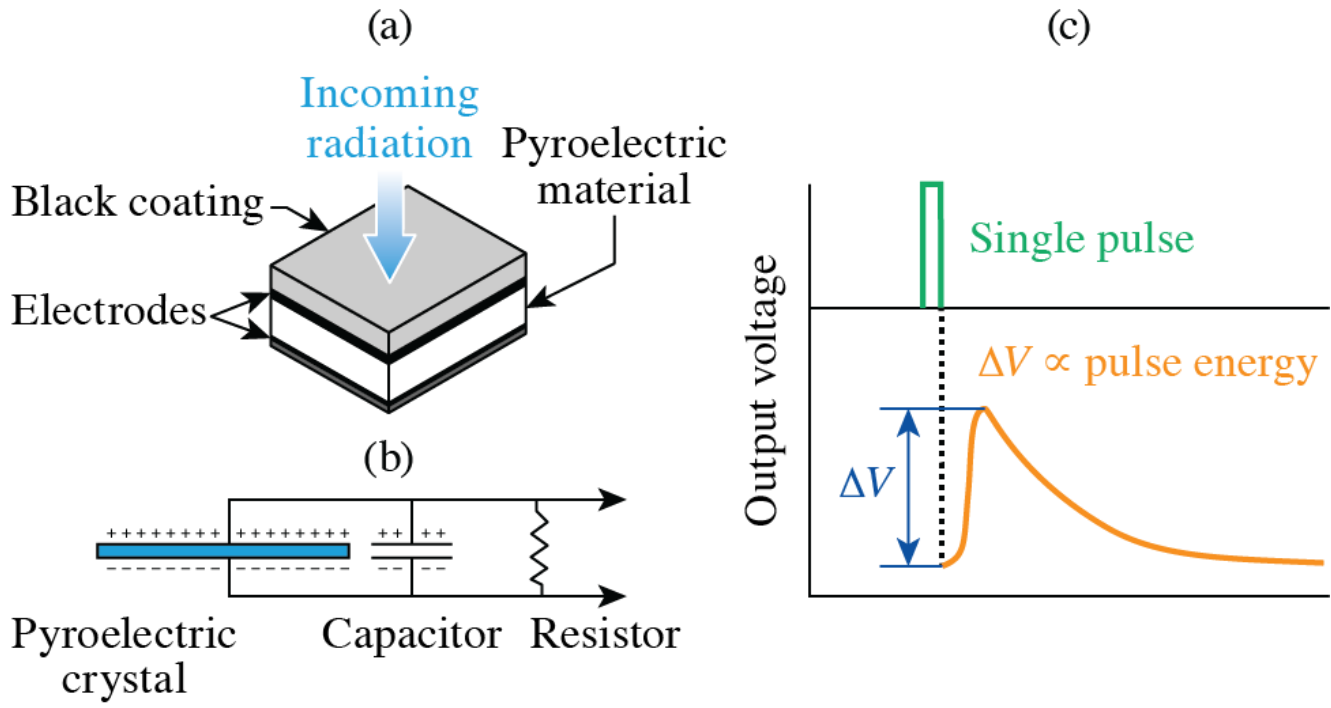 (a)
Incoming
radiation
Pyroelectric
material
Black coating
Electrodes
(b)
+ + + + + + + + + + + + + + + +
+ + + +
− − − − − − − − − − − − − − − −
− − − −
Pyroelectric
crystal
Capacitor
Resistor
(c)
Output voltage
Single pulse
ΔV ∝ pulse energy
ΔV